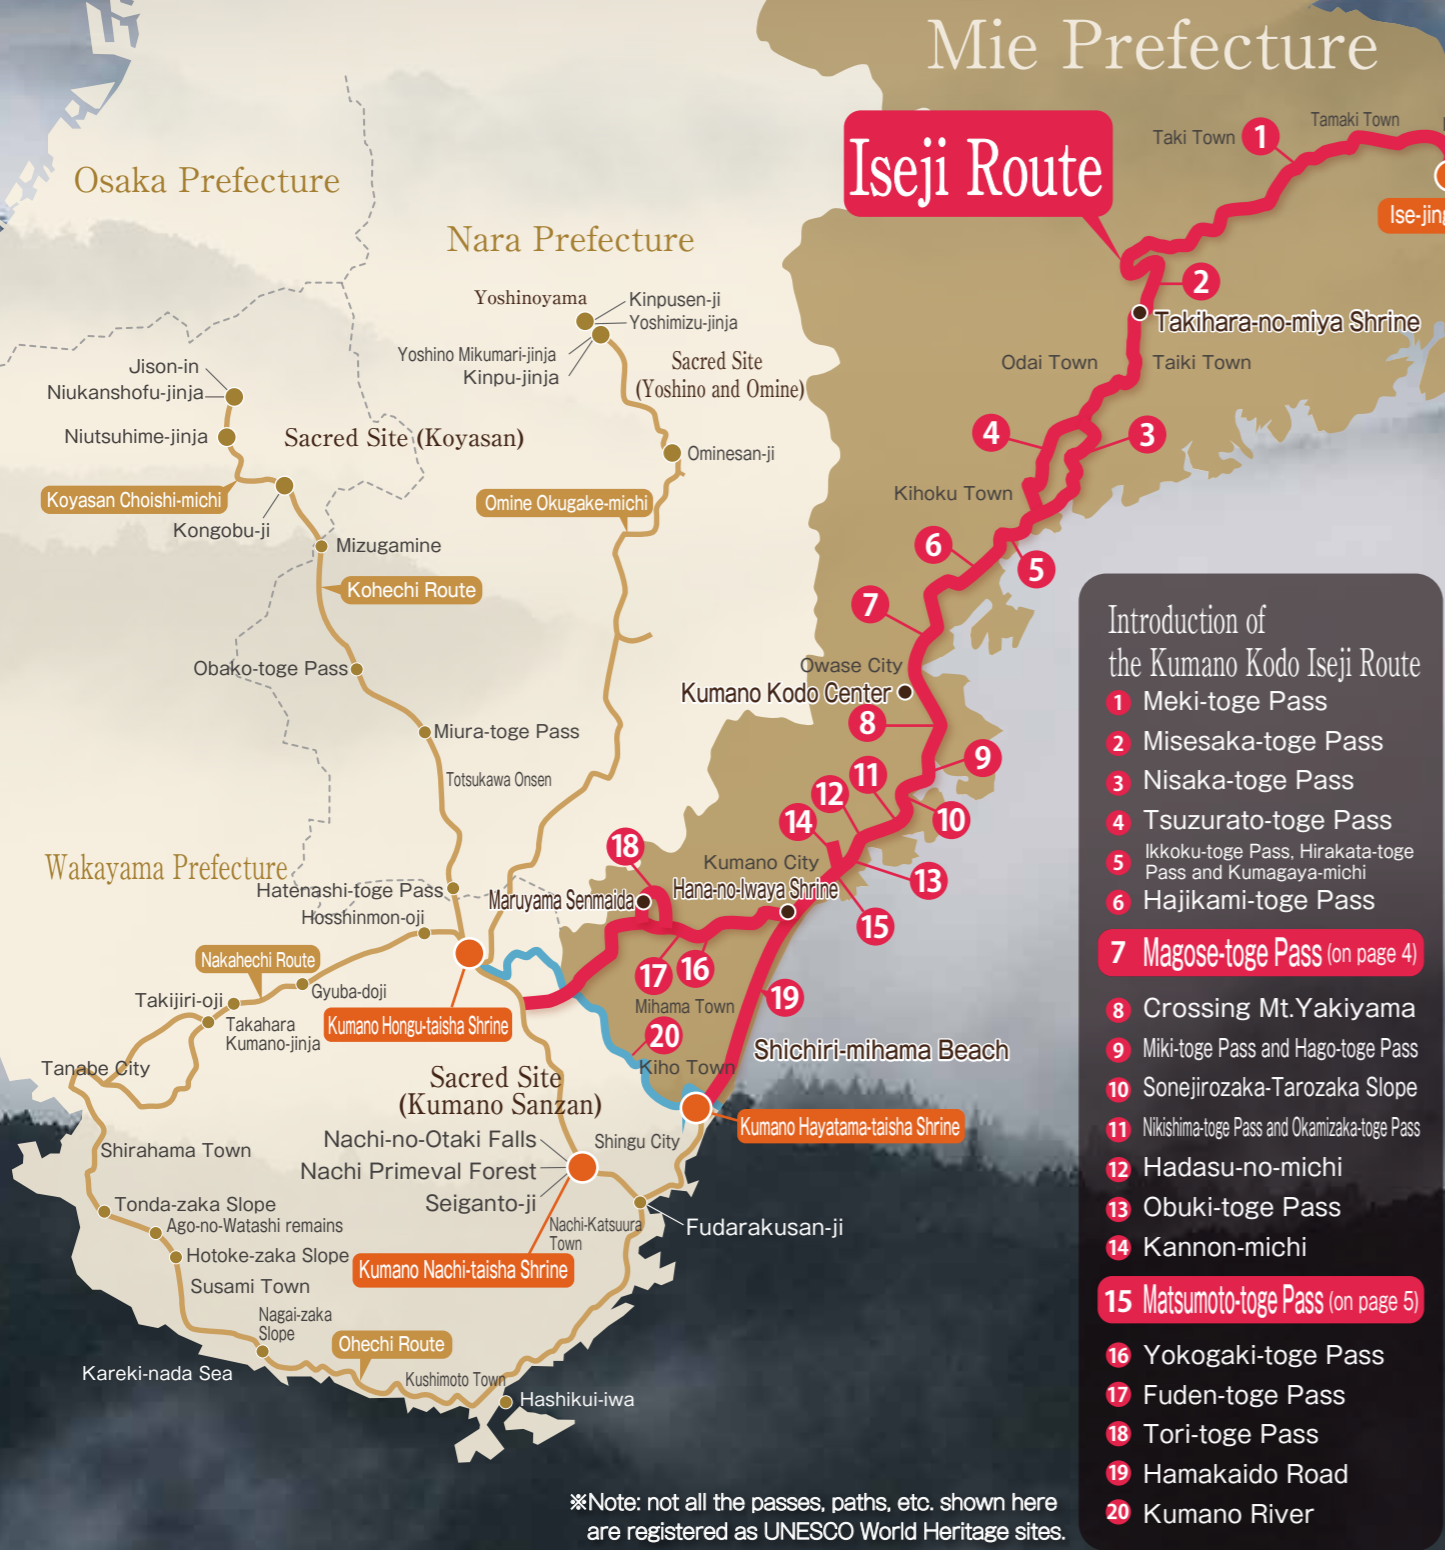 Mie Prefecture
Iseji Route
Taki Town
1
Tamaki Town
Osaka Prefecture
Nara Prefecture
2
Takihara-no-miya Shrine
Odai Town
Taiki Town
Yoshinoyama
Kinpusen-ji
Yoshimizu-jinja
Yoshino Mikumari-jinja
Kinpu-jinja
Sacred Site
(Yoshino and Omine)
Jison-in
Niukanshofu-jinja
Niutsuhime-jinja
Sacred Site (Koyasan)
Ominesan-ji
4
3
Koyasan Choishi-michi
Kongobu-ji
Omine Okugake-michi
Kihoku Town
Mizugamine
6
5
Kohechi Route
7
Obako-toge Pass
Owase City
Kumano Kodo Center
8
Miura-toge Pass
Totsukawa Onsen
9
11
12
10
14
18
Kumano City
13
Wakayama Prefecture
Hatenashi-toge Pass
Hosshinmon-oji
Maruyama Senmaida
Hana-no-Iwaya Shrine
15
Nakahechi Route
Gyuba-doji
17
16
19
Takijiri-oji
Takahara
Kumano-jinja
Kumano Hongu-taisha Shrine
Mihama Town
20
Shichiri-mihama Beach
Kiho Town
Tanabe City
Sacred Site
(Kumano Sanzan)
Nachi-no-Otaki Falls
Nachi Primeval Forest
Seiganto-ji
Shingu City
Kumano Hayatama-taisha Shrine
Shirahama Town
Tonda-zaka Slope
Ago-no-Watashi remains
Hotoke-zaka Slope
Susami Town
Nachi-Katsuura
Town
Fudarakusan-ji
Kumano Nachi-taisha Shrine
Nagai-zaka
Slope
Ohechi Route
Kareki-nada Sea
Kushimoto Town
Hashikui-iwa
Introduction of
the Kumano Kodo Iseji Route
1 Meki-toge Pass
2 Misesaka-toge Pass
3 Nisaka-toge Pass
4 Tsuzurato-toge Pass
5 Ikkoku-toge Pass, Hirakata-toge
Pass and Kumagaya-michi
6 Hajikami-toge Pass
7 Magose-toge Pass (on page 4)
8 Crossing Mt.Yakiyama
9 Miki-toge Pass and Hago-toge Pass
10 Sonejirozaka-Tarozaka Slope
11 Nikishima-toge Pass and Okamizaka-toge Pass
12 Hadasu-no-michi
13 Obuki-toge Pass
14 Kannon-michi
15 Matsumoto-toge Pass (on page 5)
16 Yokogaki-toge Pass
17 Fuden-toge Pass
18 Tori-toge Pass
19 Hamakaido Road
20 Kumano River
※Note: not all the passes, paths, etc. shown here
are registered as UNESCO World Heritage sites.